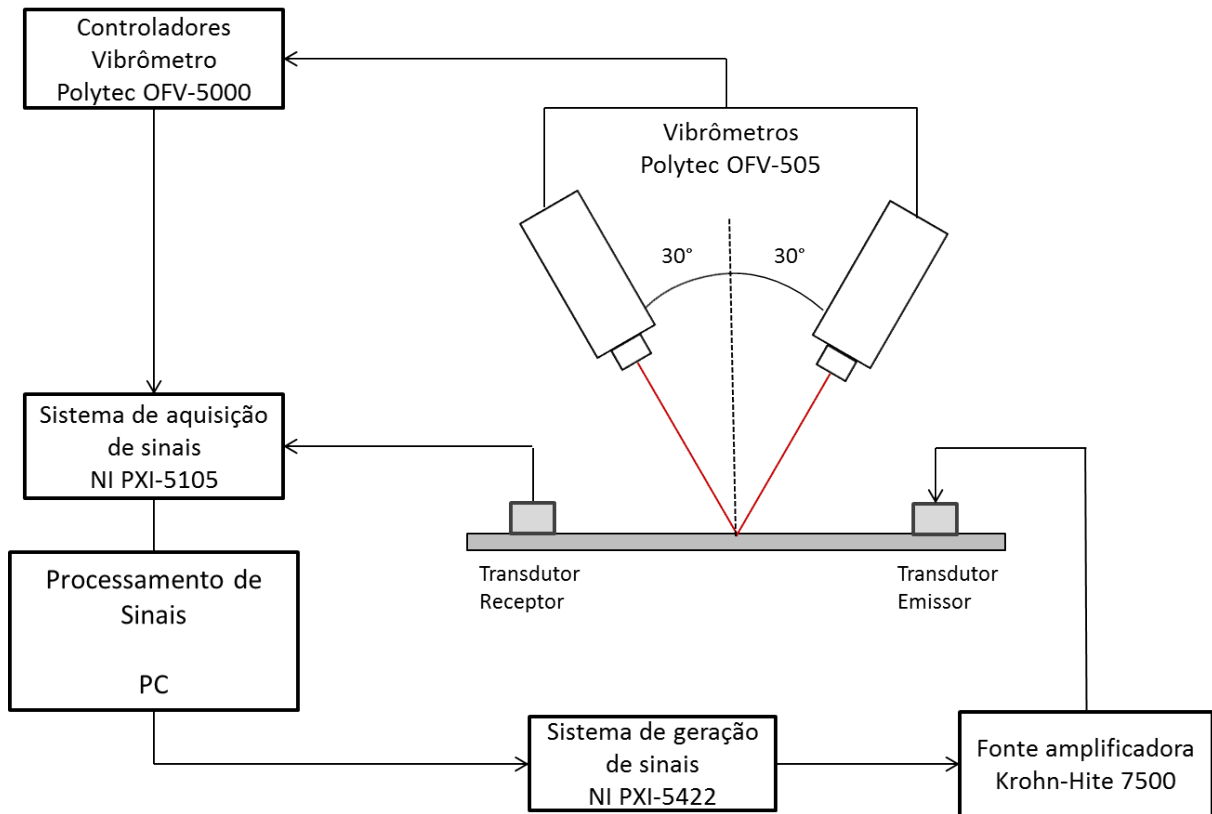 Controladores
Vibrômetro
Polytec OFV-5000
Vibrômetros
Polytec OFV-505
30°
30°
Sistema de aquisição
de sinais
NI PXI-5105
Transdutor
Receptor
Transdutor
Emissor
Processamento de
Sinais
PC
Sistema de geração
de sinais
NI PXI-5422
Fonte amplificadora
Krohn-Hite 7500